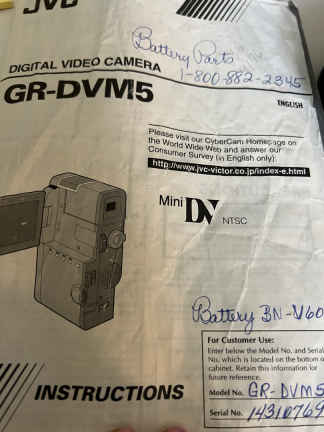 JVC
Battery Parts
1-800-882-2345
DIGITAL VIDEO CAMERA
GR-DVM5
ENGLISH
Please visit our CyberCam Homepage on
the World Wide Web and answer our
Consumer Survey (in English only):
http://www.jvc-victor.co.jp/index-e.html
Mini DV NTSC
Battery BN-V60
For Customer Use:
Enter below the Model No. and Serial
No. which is located on the bottom of
cabinet. Retain this information for
future reference.
Model No. GR-DVM5
Serial No. 14310764
INSTRUCTIONS